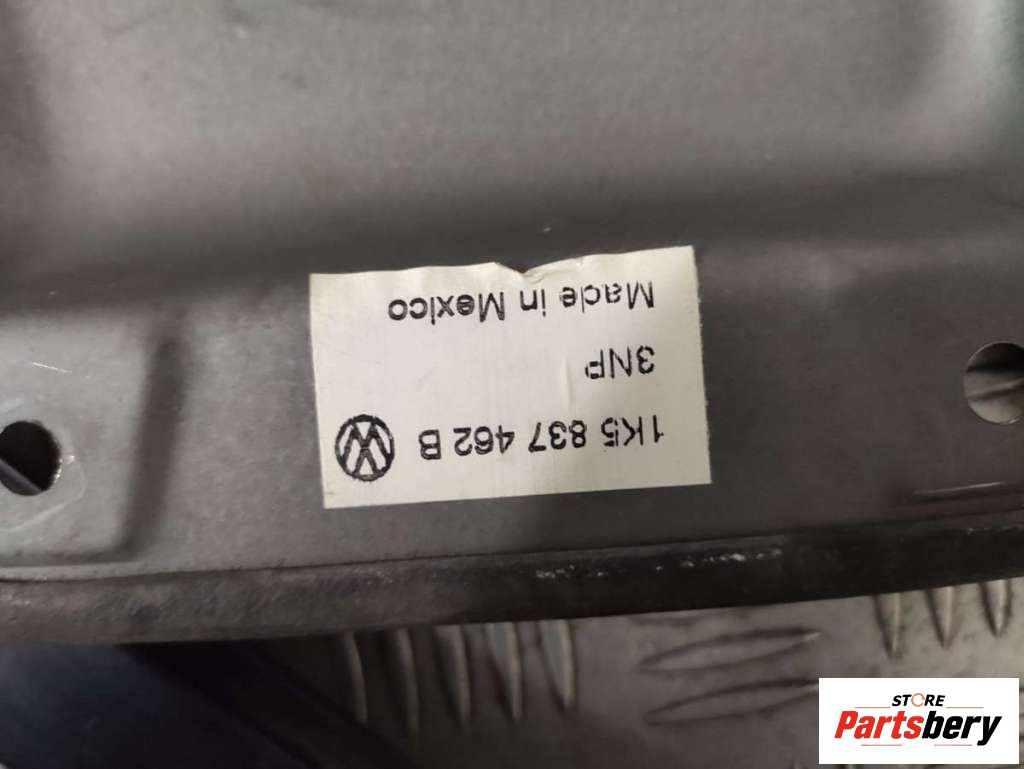 1K5 837 462 B
3NP
Made in Mexico
STORE
Partsbery